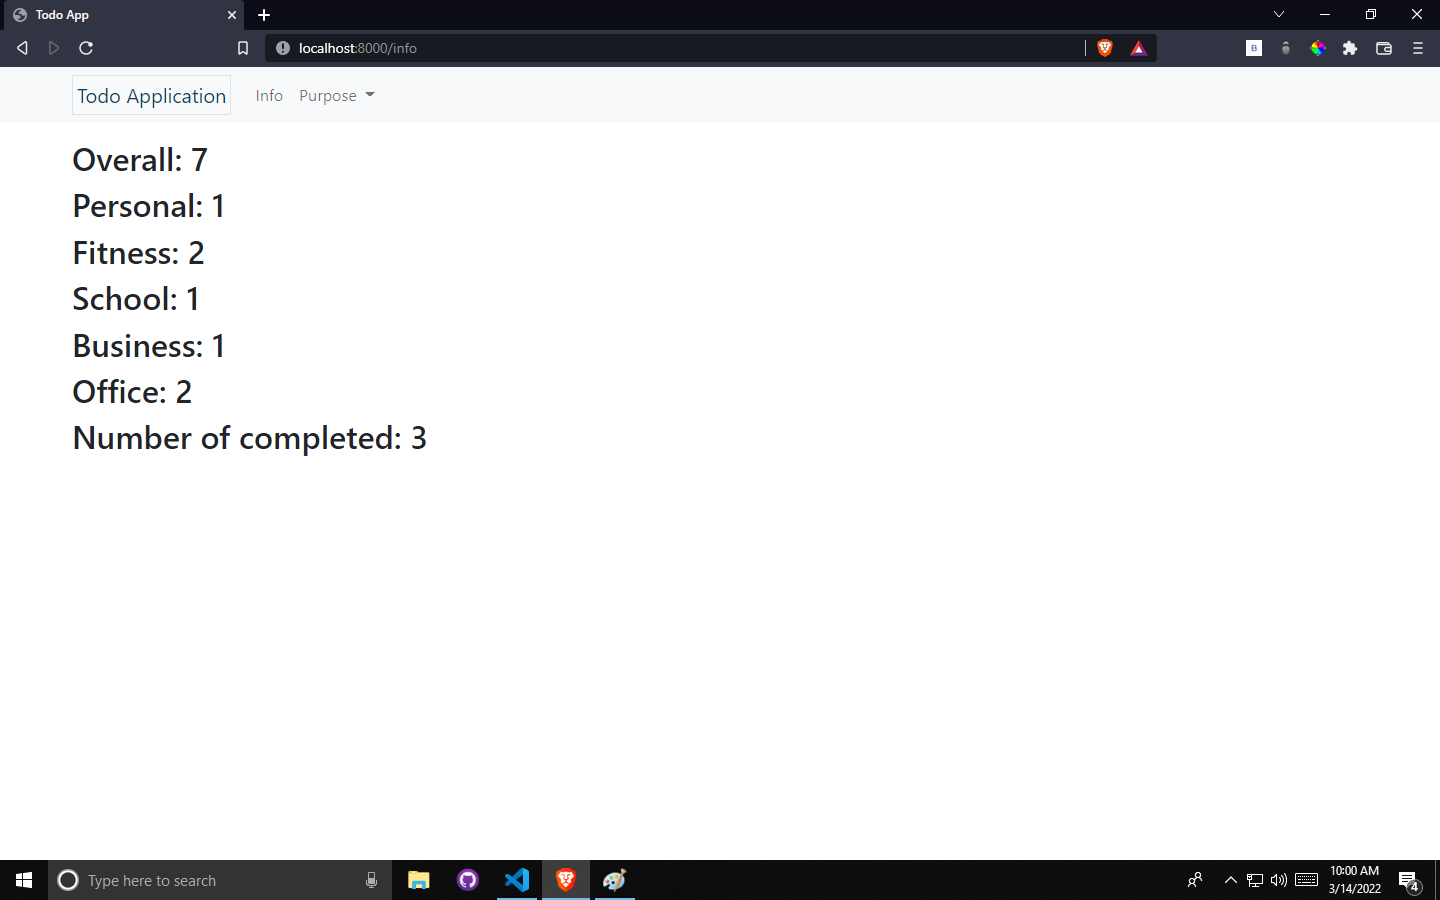 Todo App
localhost:8000/info
B
Todo Application Info Purpose
Overall: 7
Personal: 1
Fitness: 2
School: 1
Business: 1
Office: 2
Number of completed: 3
Type here to search
10:00 AM
3/14/2022
4